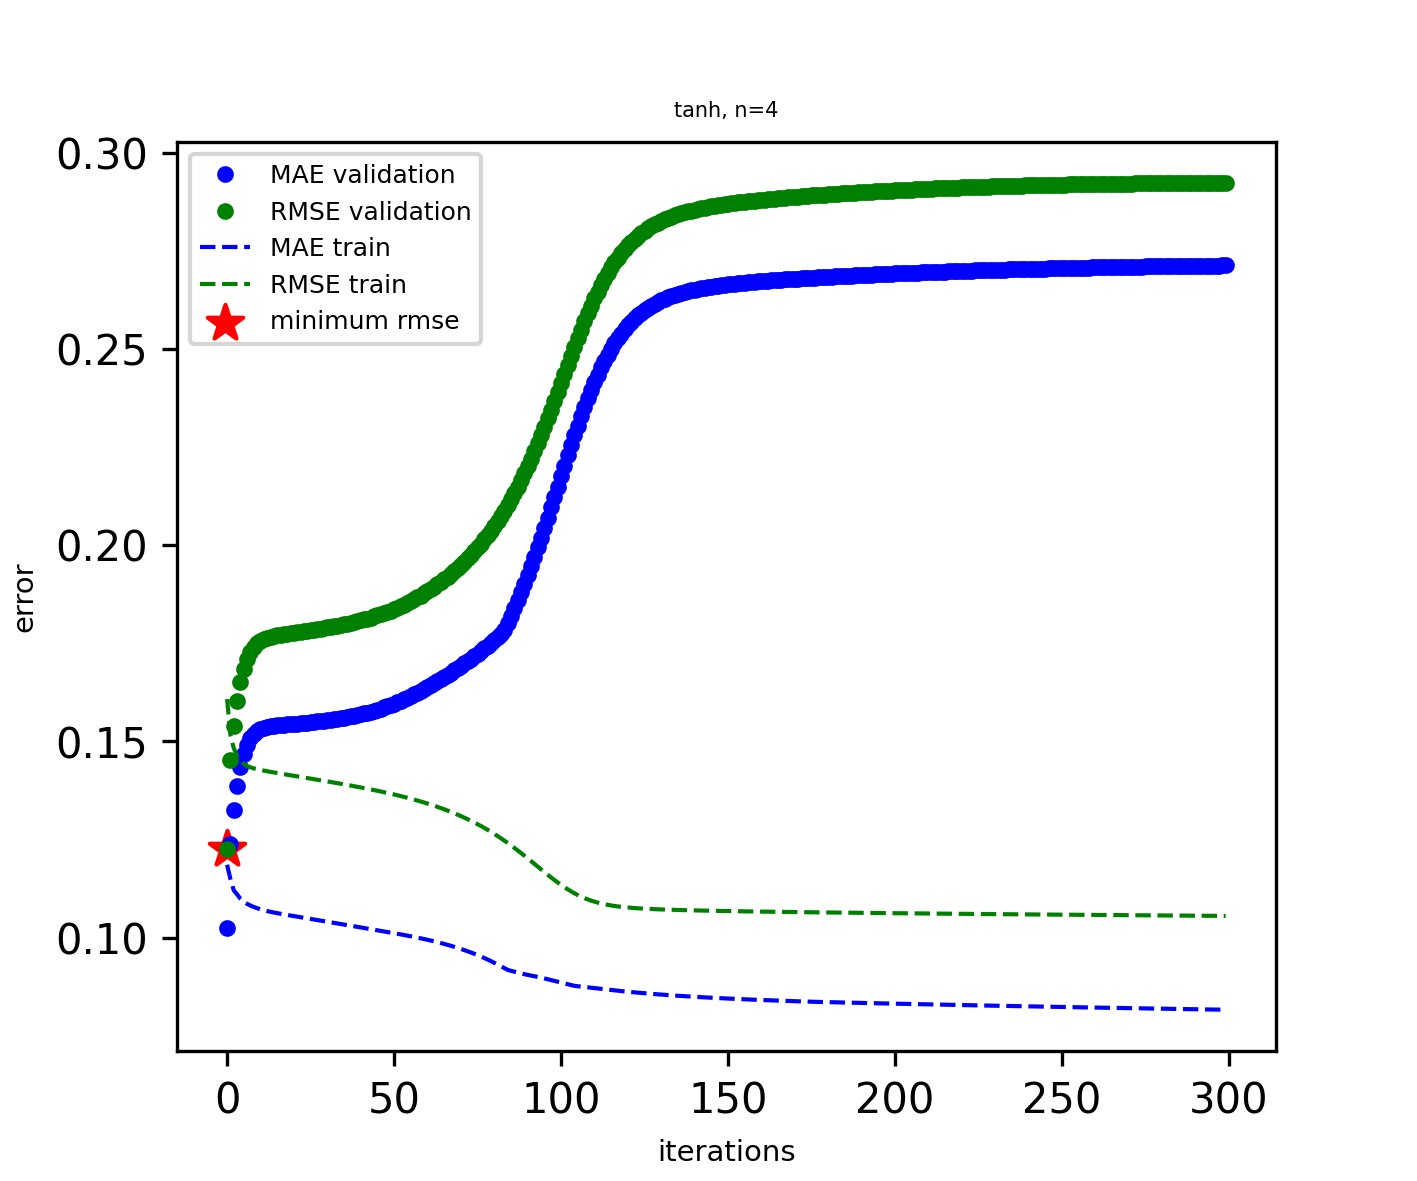 tanh, n=4
0.30
0.25
0.20
0.15
0.10
error
MAE validation
RMSE validation
MAE train
RMSE train
minimum rmse
0 50 100 150 200 250 300
iterations